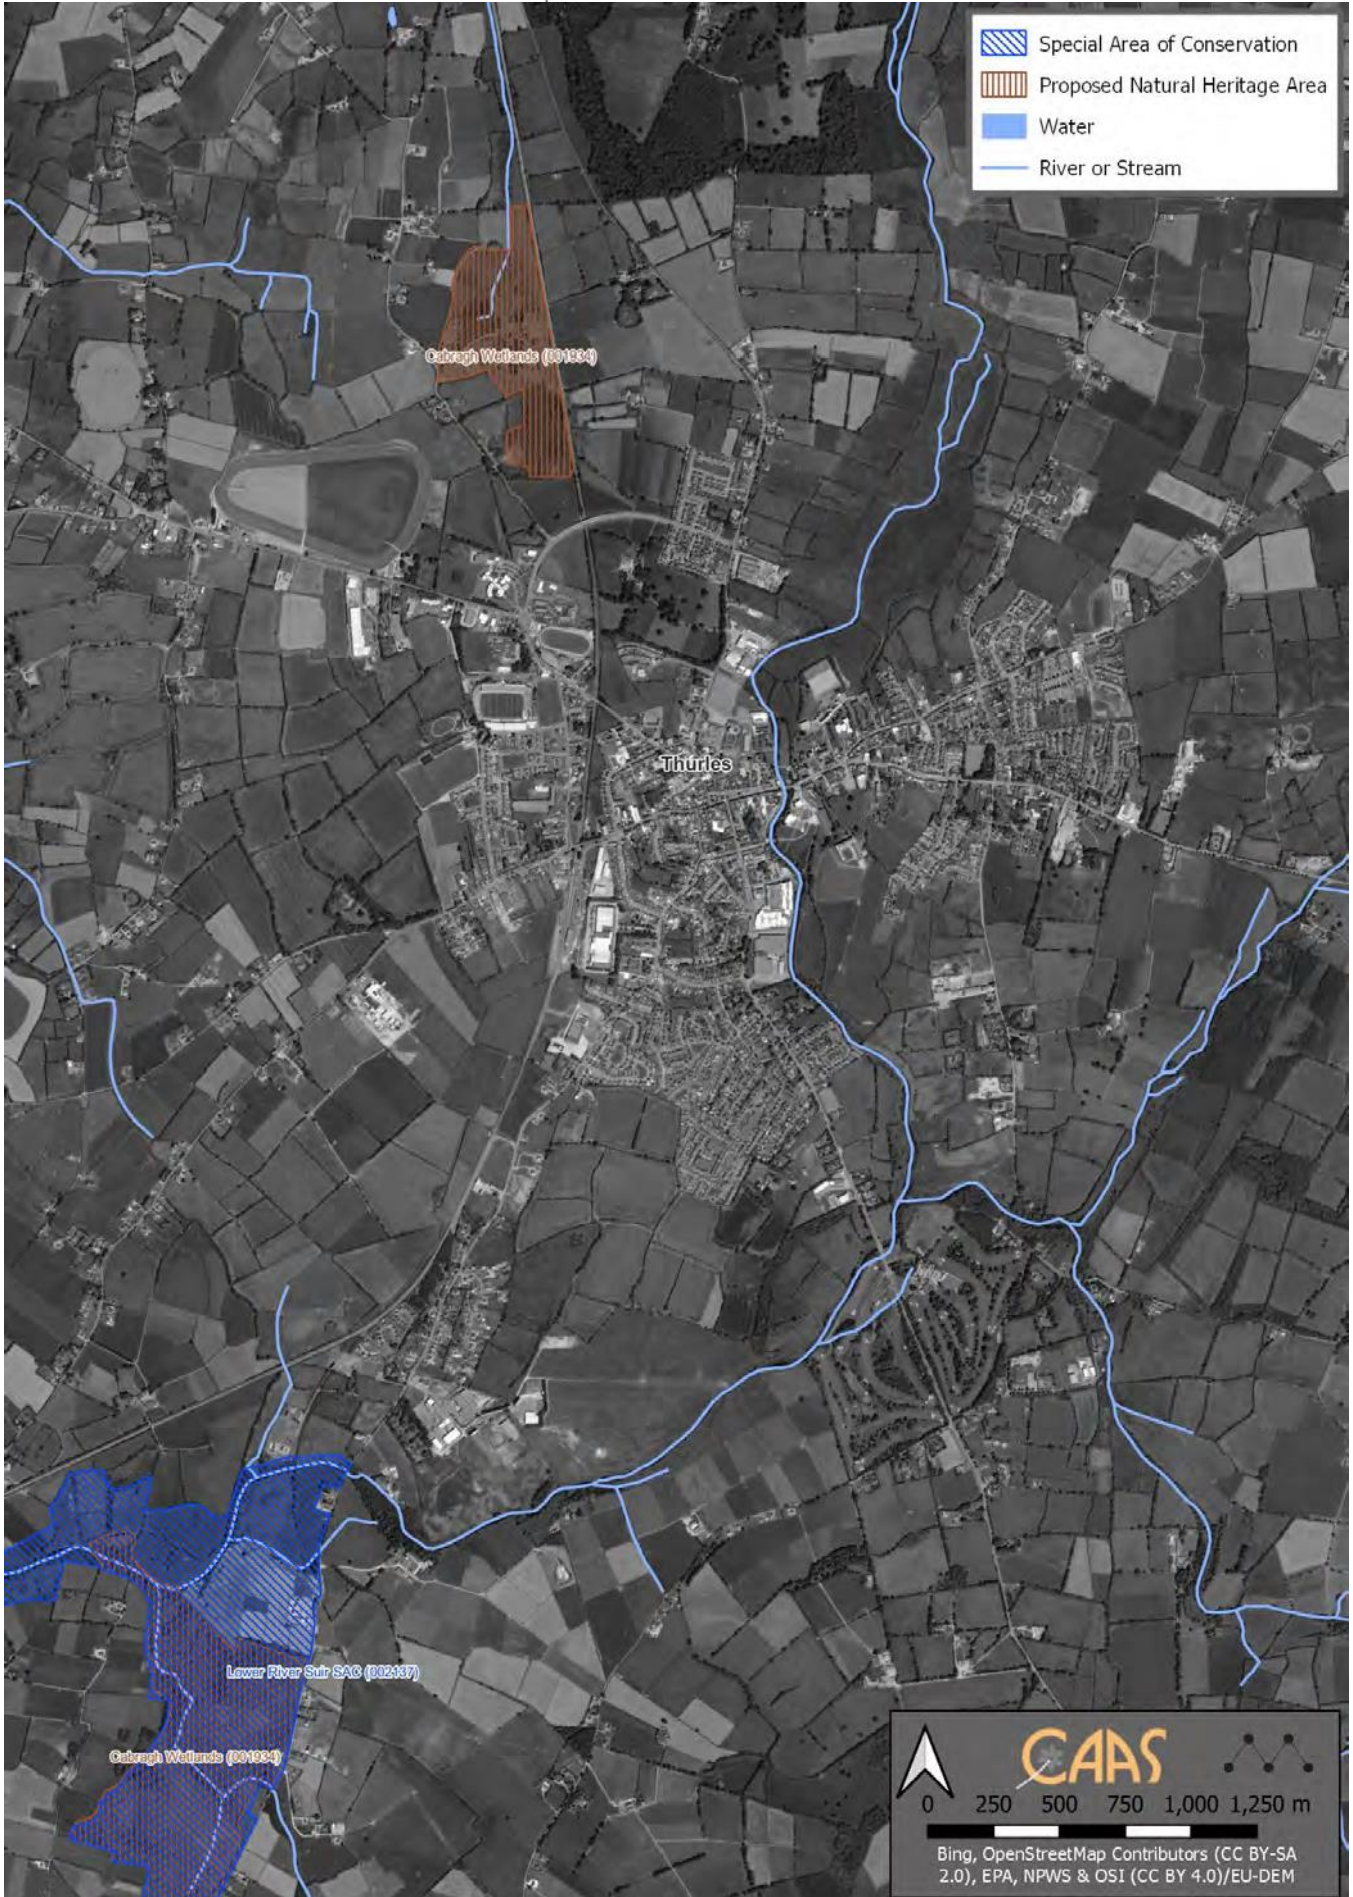 Special Area of Conservation
Proposed Natural Heritage Area
Water
River or Stream
Cabragh Wetlands (001934)
Thurles
Lower River Suir SAC (002137)
Cabragh Wetlands (001934)
CAAS
0 250 500 750 1,000 1,250 m
Bing, OpenStreetMap Contributors (CC BY-SA
2.0), EPA, NPWS & OSI (CC BY 4.0)/EU-DEM